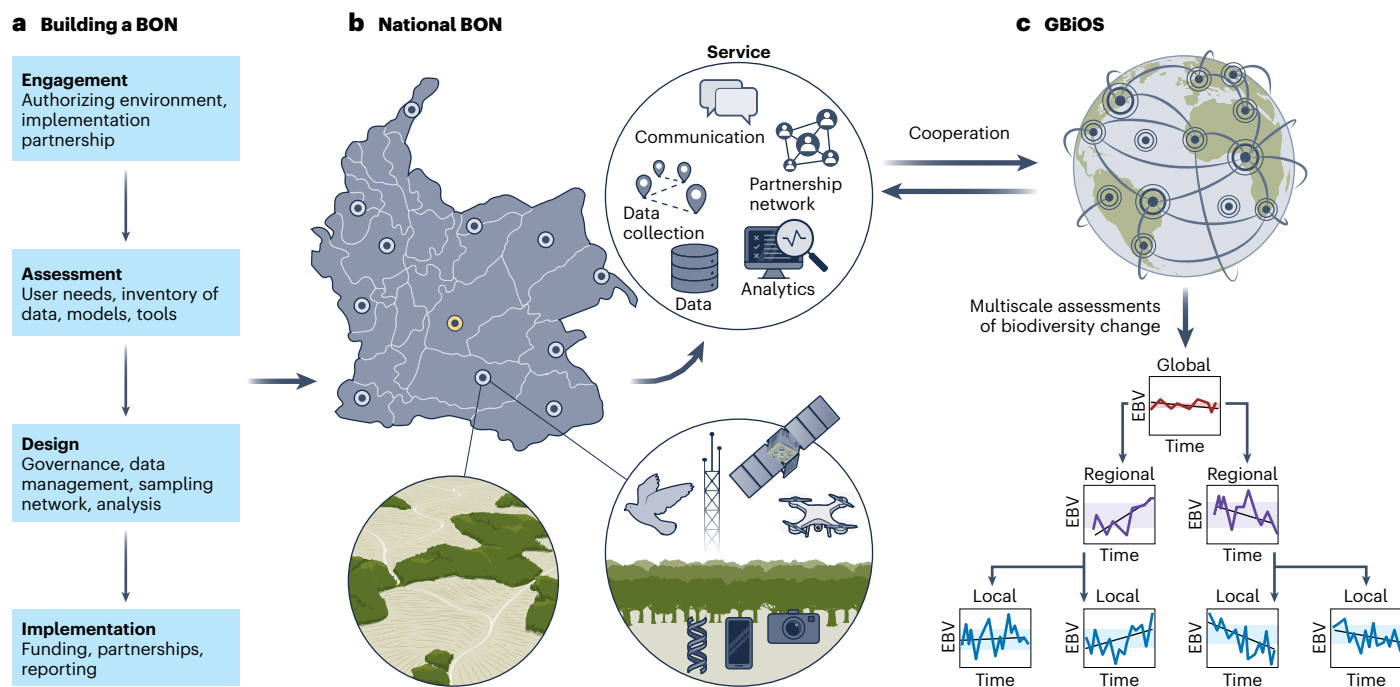 a Building a BON
Engagement
Authorizing environment,
implementation
partnership
Assessment
User needs, inventory of
data, models, tools
Design
Governance, data
management, sampling
network, analysis
Implementation
Funding, partnerships,
reporting
b National BON
Service
Communication
Partnership
network
Data
collection
Data
Analytics
Cooperation
c GBiOS
Multiscale assessments
of biodiversity change
Global
EBV
Time
Regional
EBV
Time
Regional
EBV
Time
Local
EBV
Time
Local
EBV
Time
Local
EBV
Time
Local
EBV
Time